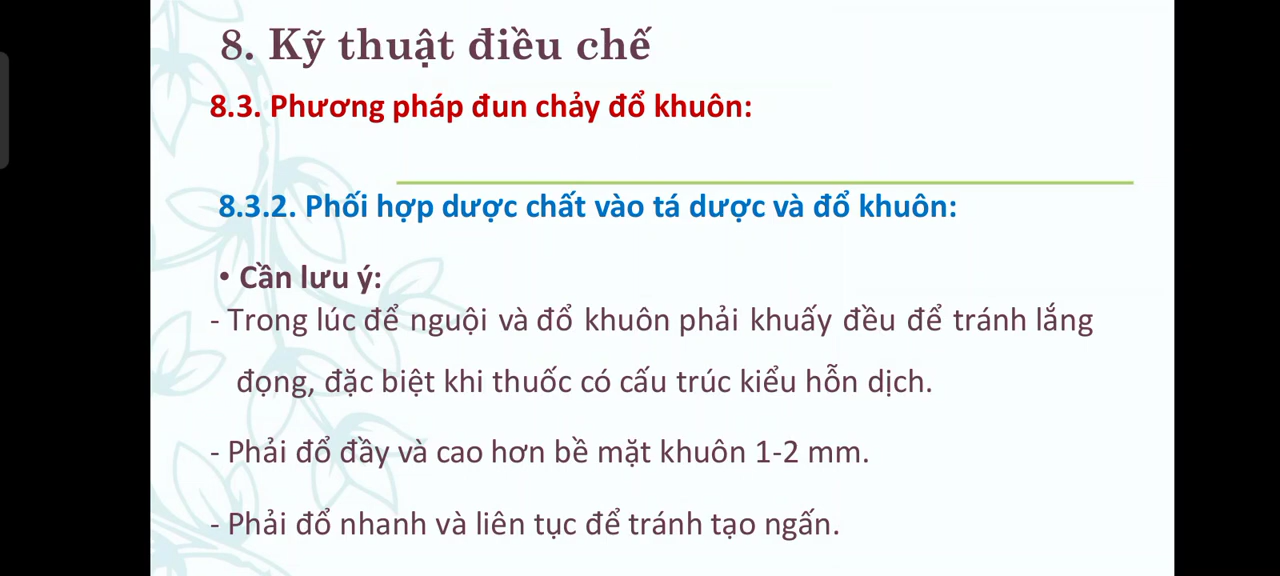 8. Kỹ thuật điều chế
8.3. Phương pháp đun chảy đổ khuôn:
8.3.2. Phối hợp dược chất vào tá dược và đổ khuôn:
• Cần lưu ý:
- Trong lúc để nguội và đổ khuôn phải khuấy đều để tránh lắng
đọng, đặc biệt khi thuốc có cấu trúc kiểu hỗn dịch.
- Phải đổ đầy và cao hơn bề mặt khuôn 1-2 mm.
- Phải đổ nhanh và liên tục để tránh tạo ngấn.